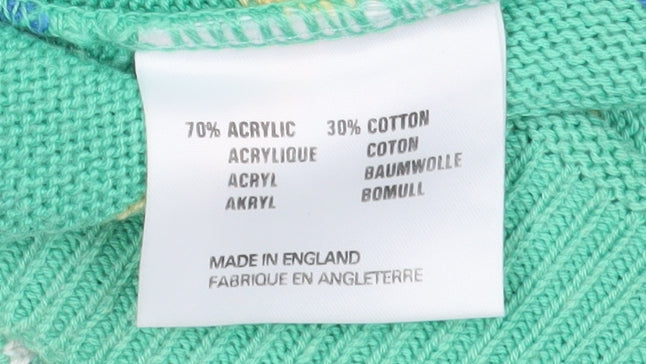 70% ACRYLIC 30% COTTON
ACRYLIQUE COTON
ACRYL BAUMWOLLE
AKRYL BOMULL
MADE IN ENGLAND
FABRIQUE EN ANGLETERRE